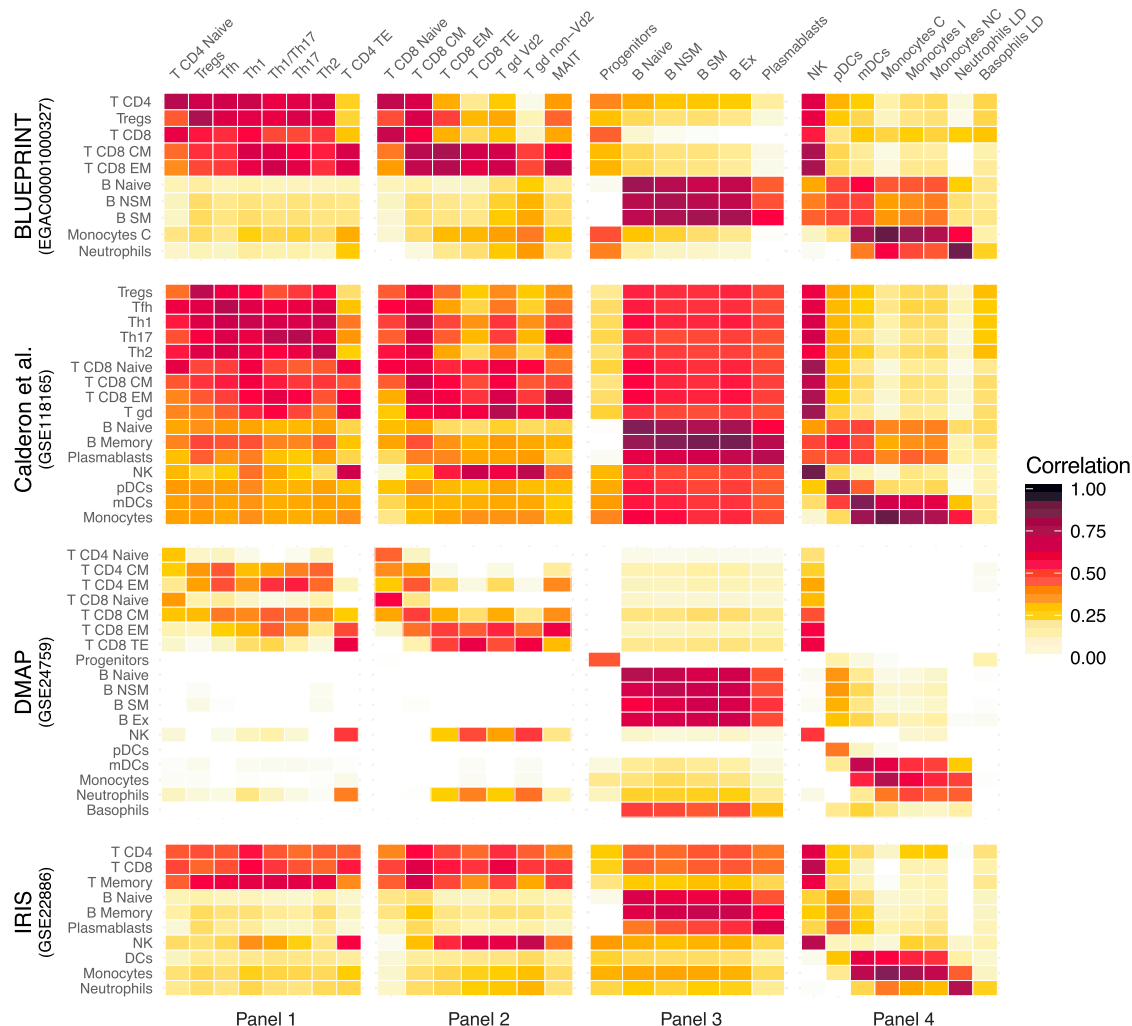 T CD4 Naive
Tregs
Tfh
Th1
Th1/Th17
Th17
Th2
T CD4 TE
T CD8 Naive
T CD8 CM
T CD8 EM
T CD8 TE
T gd Vd2
T gd non-Vd2
MAIT
Progenitors
B Naive
B NSM
B SM
B Ex
Plasmablasts
NK
pDCs
mDCs
Monocytes C
Monocytes I
Monocytes NC
Neutrophils LD
Basophils LD
BLUEPRINT
(EGAC00001000327)
T CD4
Tregs
T CD8
T CD8 CM
T CD8 EM
B Naive
B NSM
B SM
Monocytes C
Neutrophils
Calderon et al.
(GSE118165)
Tregs
Tfh
Th1
Th17
Th2
T CD8 Naive
T CD8 CM
T CD8 EM
T gd
B Naive
B Memory
Plasmablasts
NK
pDCs
mDCs
Monocytes
Correlation
1.00
0.75
0.50
0.25
0.00
DMAP
(GSE24759)
T CD4 Naive
T CD4 CM
T CD4 EM
T CD8 Naive
T CD8 CM
T CD8 EM
T CD8 TE
Progenitors
B Naive
B NSM
B SM
B Ex
NK
pDCs
mDCs
Monocytes
Neutrophils
Basophils
IRIS
(GSE22886)
T CD4
T CD8
T Memory
B Naive
B Memory
Plasmablasts
NK
DCs
Monocytes
Neutrophils
Panel 1
Panel 2
Panel 3
Panel 4